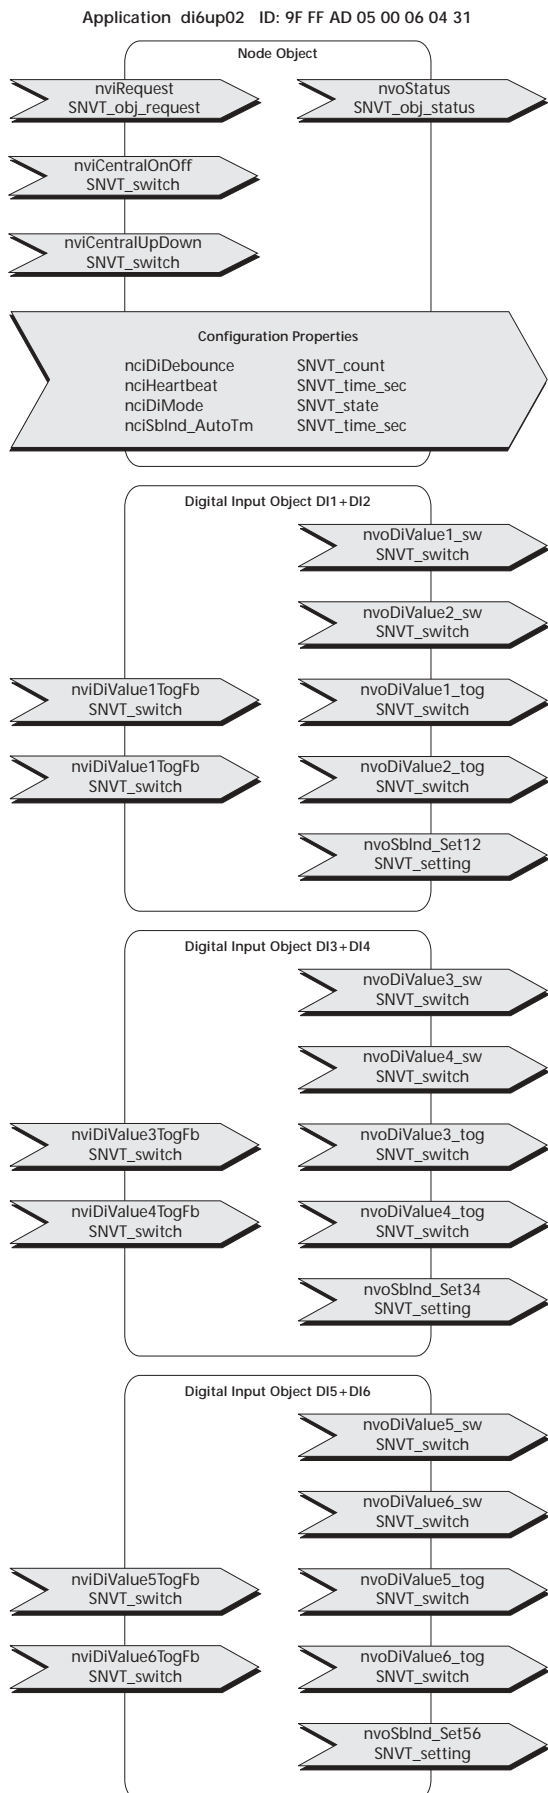 Application di6up02 ID: 9F FF AD 05 00 06 04 31
Node Object
nviRequest
SNVT_obj_request
nvoStatus
SNVT_obj_status
nviCentralOnOff
SNVT_switch
nviCentralUpDown
SNVT_switch
Configuration Properties
nciDiDebounce SNVT_count
nciHeartbeat SNVT_time_sec
nciDiMode SNVT_state
nciSblnd_AutoTm SNVT_time_sec
Digital Input Object DI1+DI2
nvoDiValue1_sw
SNVT_switch
nvoDiValue2_sw
SNVT_switch
nviDiValue1TogFb
SNVT_switch
nvoDiValue1_tog
SNVT_switch
nviDiValue1TogFb
SNVT_switch
nvoDiValue2_tog
SNVT_switch
nvoSblnd_Set12
SNVT_setting
Digital Input Object DI3+DI4
nvoDiValue3_sw
SNVT_switch
nvoDiValue4_sw
SNVT_switch
nviDiValue3TogFb
SNVT_switch
nvoDiValue3_tog
SNVT_switch
nviDiValue4TogFb
SNVT_switch
nvoDiValue4_tog
SNVT_switch
nvoSblnd_Set34
SNVT_setting
Digital Input Object DI5+DI6
nvoDiValue5_sw
SNVT_switch
nvoDiValue6_sw
SNVT_switch
nviDiValue5TogFb
SNVT_switch
nvoDiValue5_tog
SNVT_switch
nviDiValue6TogFb
SNVT_switch
nvoDiValue6_tog
SNVT_switch
nvoSblnd_Set56
SNVT_setting